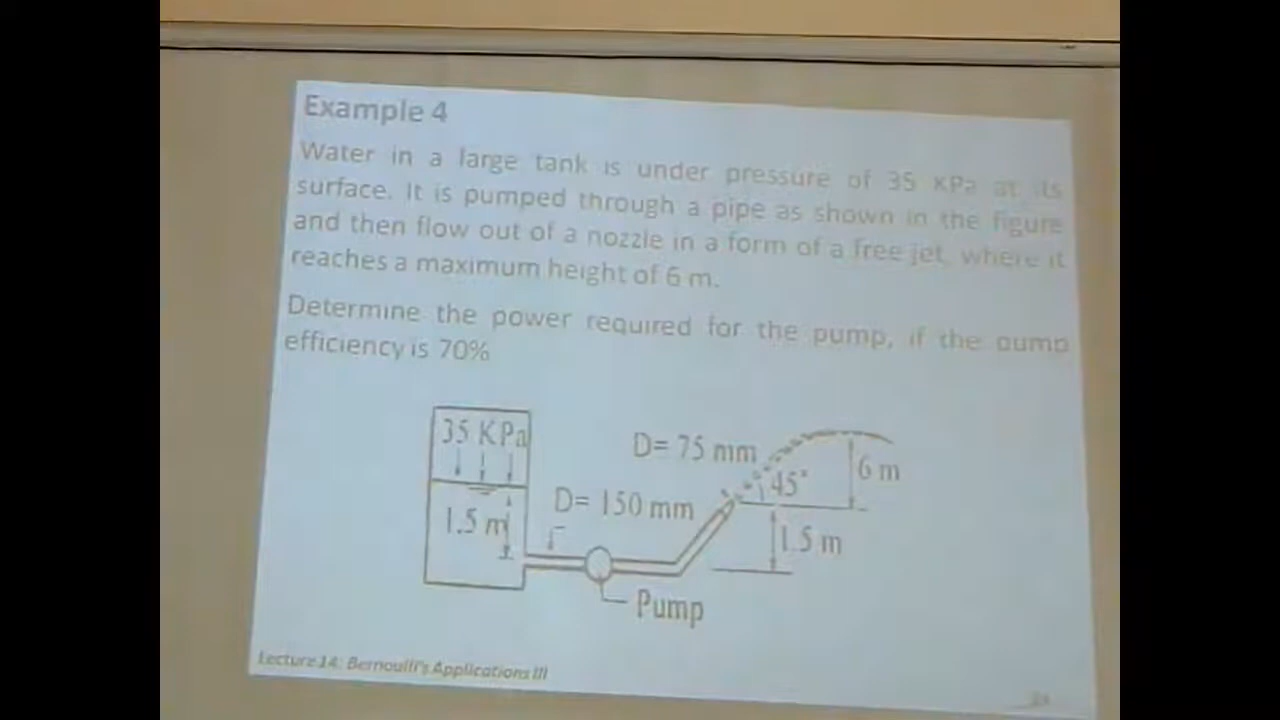 Example 4
Water in a large tank is under pressure of 35 KPa at its
surface. It is pumped through a pipe as shown in the figure
and then flow out of a nozzle in a form of a free jet, where it
reaches a maximum height of 6 m.
Determine the power required for the pump, if the pump
efficiency is 70%
35 KPa
D= 75 mm
6 m
45°
D= 150 mm
1.5 m
1.5 m
Pump
Lecture 14: Bernoulli's Applications III